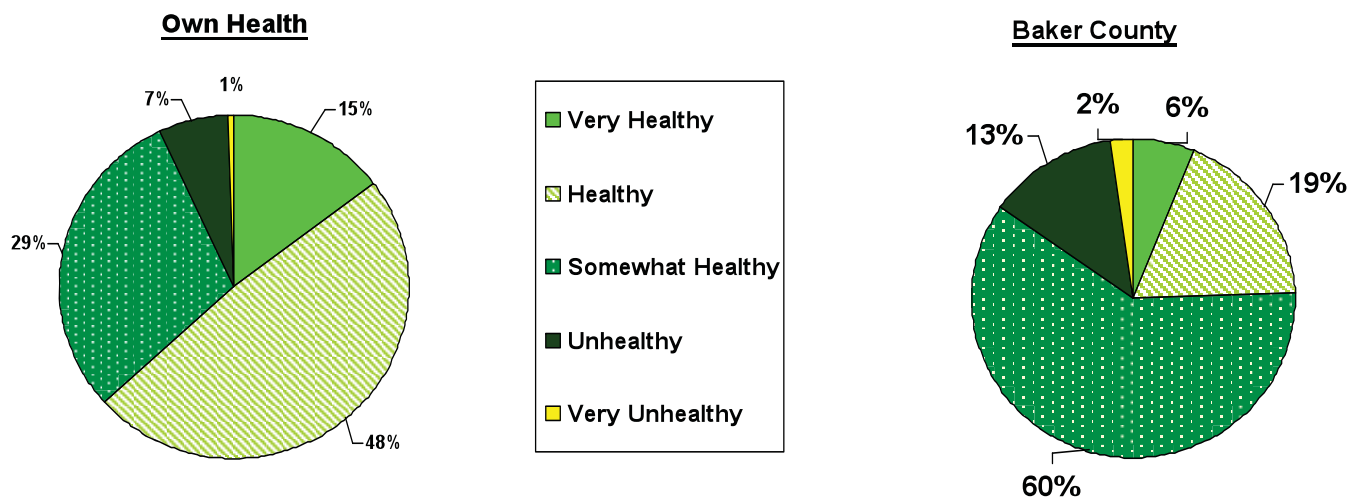 Own Health
1%
7%
15%
29%
48%
Very Healthy
Healthy
Somewhat Healthy
Unhealthy
Very Unhealthy
Baker County
2%
6%
13%
19%
60%